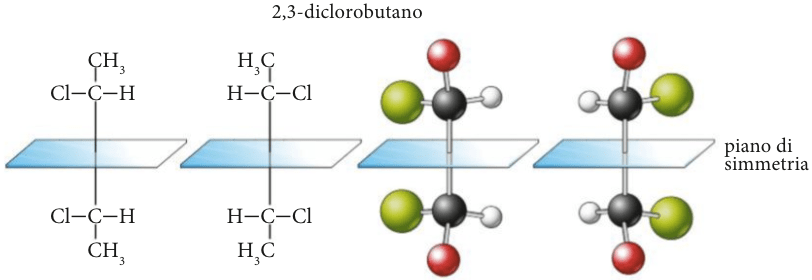 2,3-diclorobutano
CH3 H3C
Cl–C–H H–C–Cl
piano di
simmetria
Cl–C–H H–C–Cl
CH3 H3C